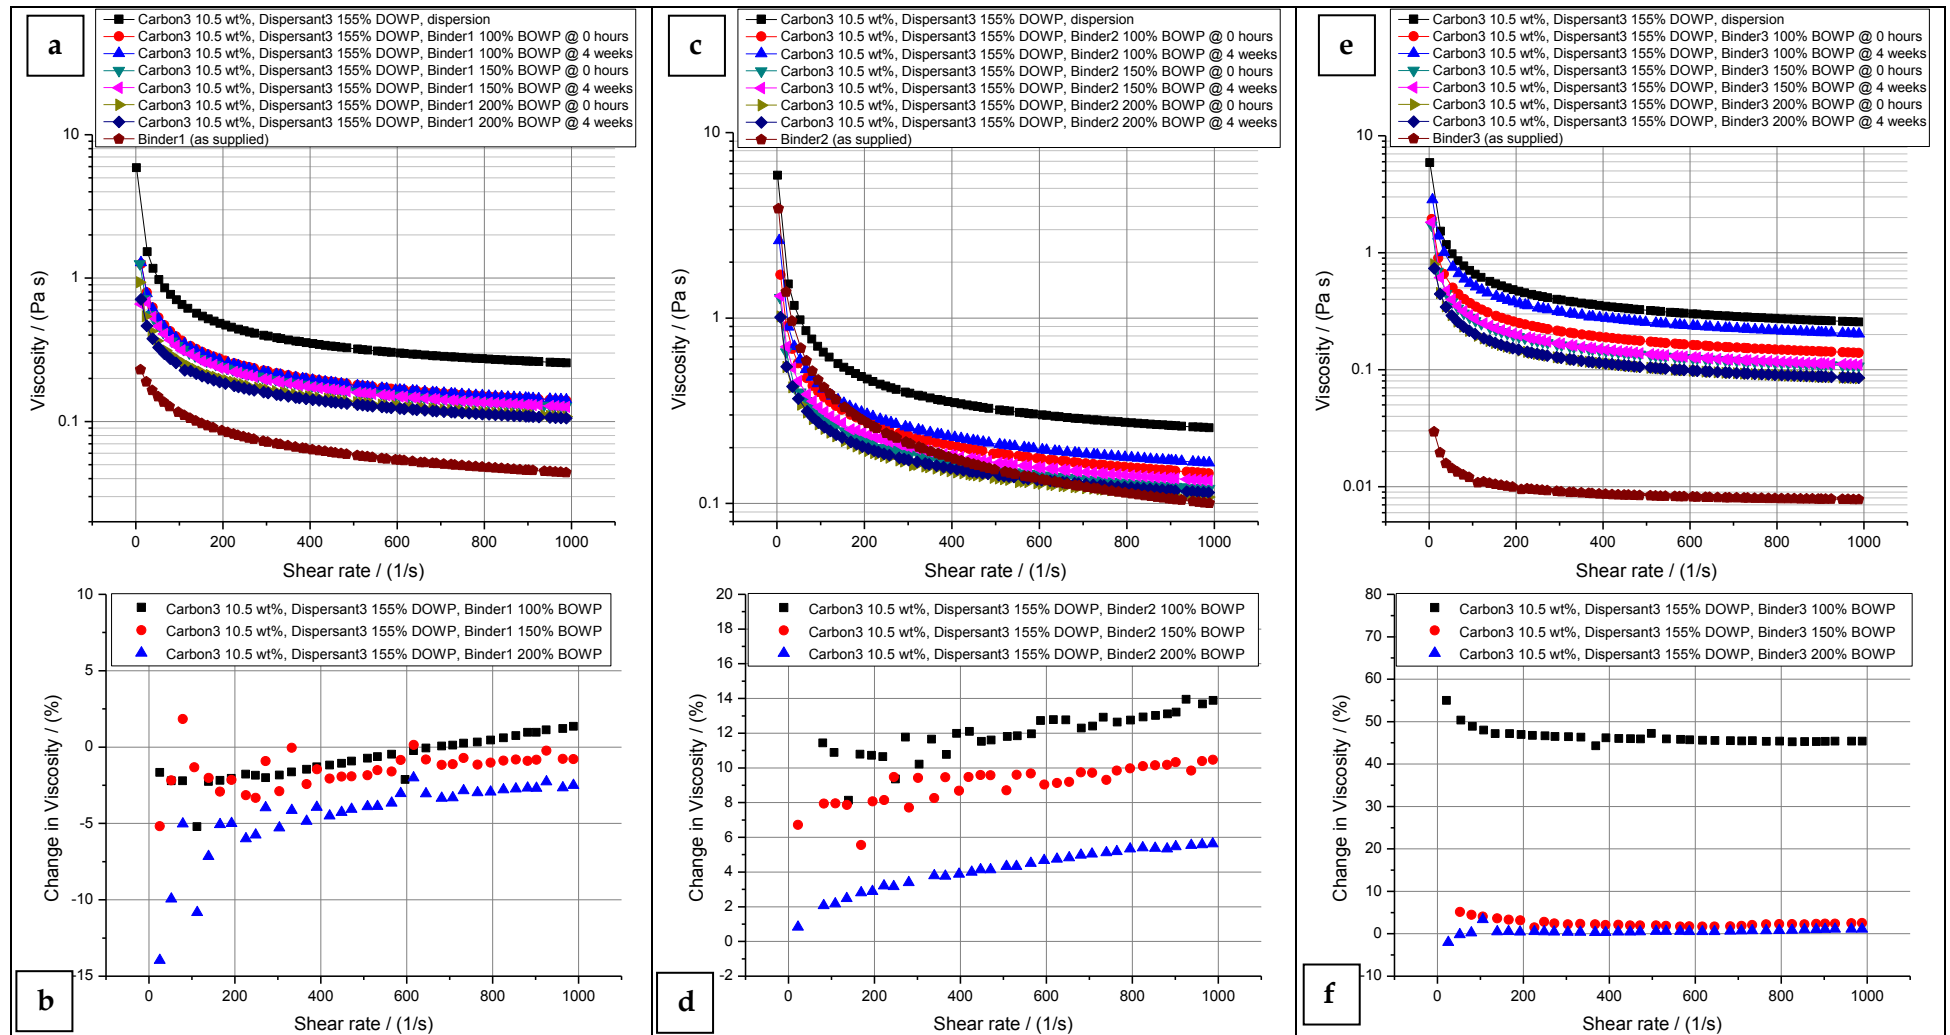 a
Carbon3 10.5 wt%, Dispersant3 155% DOWP, dispersion
Carbon3 10.5 wt%, Dispersant3 155% DOWP, Binder1 100% BOWP @ 0 hours
Carbon3 10.5 wt%, Dispersant3 155% DOWP, Binder1 100% BOWP @ 4 weeks
Carbon3 10.5 wt%, Dispersant3 155% DOWP, Binder1 150% BOWP @ 0 hours
Carbon3 10.5 wt%, Dispersant3 155% DOWP, Binder1 150% BOWP @ 4 weeks
Carbon3 10.5 wt%, Dispersant3 155% DOWP, Binder1 200% BOWP @ 0 hours
Carbon3 10.5 wt%, Dispersant3 155% DOWP, Binder1 200% BOWP @ 4 weeks
Binder1 (as supplied)
10
1
0.1
Viscosity / (Pa s)
0 200 400 600 800 1000
Shear rate / (1/s)
c
Carbon3 10.5 wt%, Dispersant3 155% DOWP, dispersion
Carbon3 10.5 wt%, Dispersant3 155% DOWP, Binder2 100% BOWP @ 0 hours
Carbon3 10.5 wt%, Dispersant3 155% DOWP, Binder2 100% BOWP @ 4 weeks
Carbon3 10.5 wt%, Dispersant3 155% DOWP, Binder2 150% BOWP @ 0 hours
Carbon3 10.5 wt%, Dispersant3 155% DOWP, Binder2 150% BOWP @ 4 weeks
Carbon3 10.5 wt%, Dispersant3 155% DOWP, Binder2 200% BOWP @ 0 hours
Carbon3 10.5 wt%, Dispersant3 155% DOWP, Binder2 200% BOWP @ 4 weeks
Binder2 (as supplied)
10
1
0.1
Viscosity / (Pa s)
0 200 400 600 800 1000
Shear rate / (1/s)
e
Carbon3 10.5 wt%, Dispersant3 155% DOWP, dispersion
Carbon3 10.5 wt%, Dispersant3 155% DOWP, Binder3 100% BOWP @ 0 hours
Carbon3 10.5 wt%, Dispersant3 155% DOWP, Binder3 100% BOWP @ 4 weeks
Carbon3 10.5 wt%, Dispersant3 155% DOWP, Binder3 150% BOWP @ 0 hours
Carbon3 10.5 wt%, Dispersant3 155% DOWP, Binder3 150% BOWP @ 4 weeks
Carbon3 10.5 wt%, Dispersant3 155% DOWP, Binder3 200% BOWP @ 0 hours
Carbon3 10.5 wt%, Dispersant3 155% DOWP, Binder3 200% BOWP @ 4 weeks
Binder3 (as supplied)
10
1
0.1
0.01
Viscosity / (Pa s)
0 200 400 600 800 1000
Shear rate / (1/s)
Carbon3 10.5 wt%, Dispersant3 155% DOWP, Binder1 100% BOWP
Carbon3 10.5 wt%, Dispersant3 155% DOWP, Binder1 150% BOWP
Carbon3 10.5 wt%, Dispersant3 155% DOWP, Binder1 200% BOWP
10
5
0
-5
-10
-15
Change in Viscosity / (%)
0 200 400 600 800 1000
Shear rate / (1/s)
b
Carbon3 10.5 wt%, Dispersant3 155% DOWP, Binder2 100% BOWP
Carbon3 10.5 wt%, Dispersant3 155% DOWP, Binder2 150% BOWP
Carbon3 10.5 wt%, Dispersant3 155% DOWP, Binder2 200% BOWP
20
18
16
14
12
10
8
6
4
2
0
-2
Change in Viscosity / (%)
0 200 400 600 800 1000
Shear rate / (1/s)
d
Carbon3 10.5 wt%, Dispersant3 155% DOWP, Binder3 100% BOWP
Carbon3 10.5 wt%, Dispersant3 155% DOWP, Binder3 150% BOWP
Carbon3 10.5 wt%, Dispersant3 155% DOWP, Binder3 200% BOWP
80
70
60
50
40
30
20
10
0
10
Change in Viscosity / (%)
0 200 400 600 800 1000
Shear rate / (1/s)
f